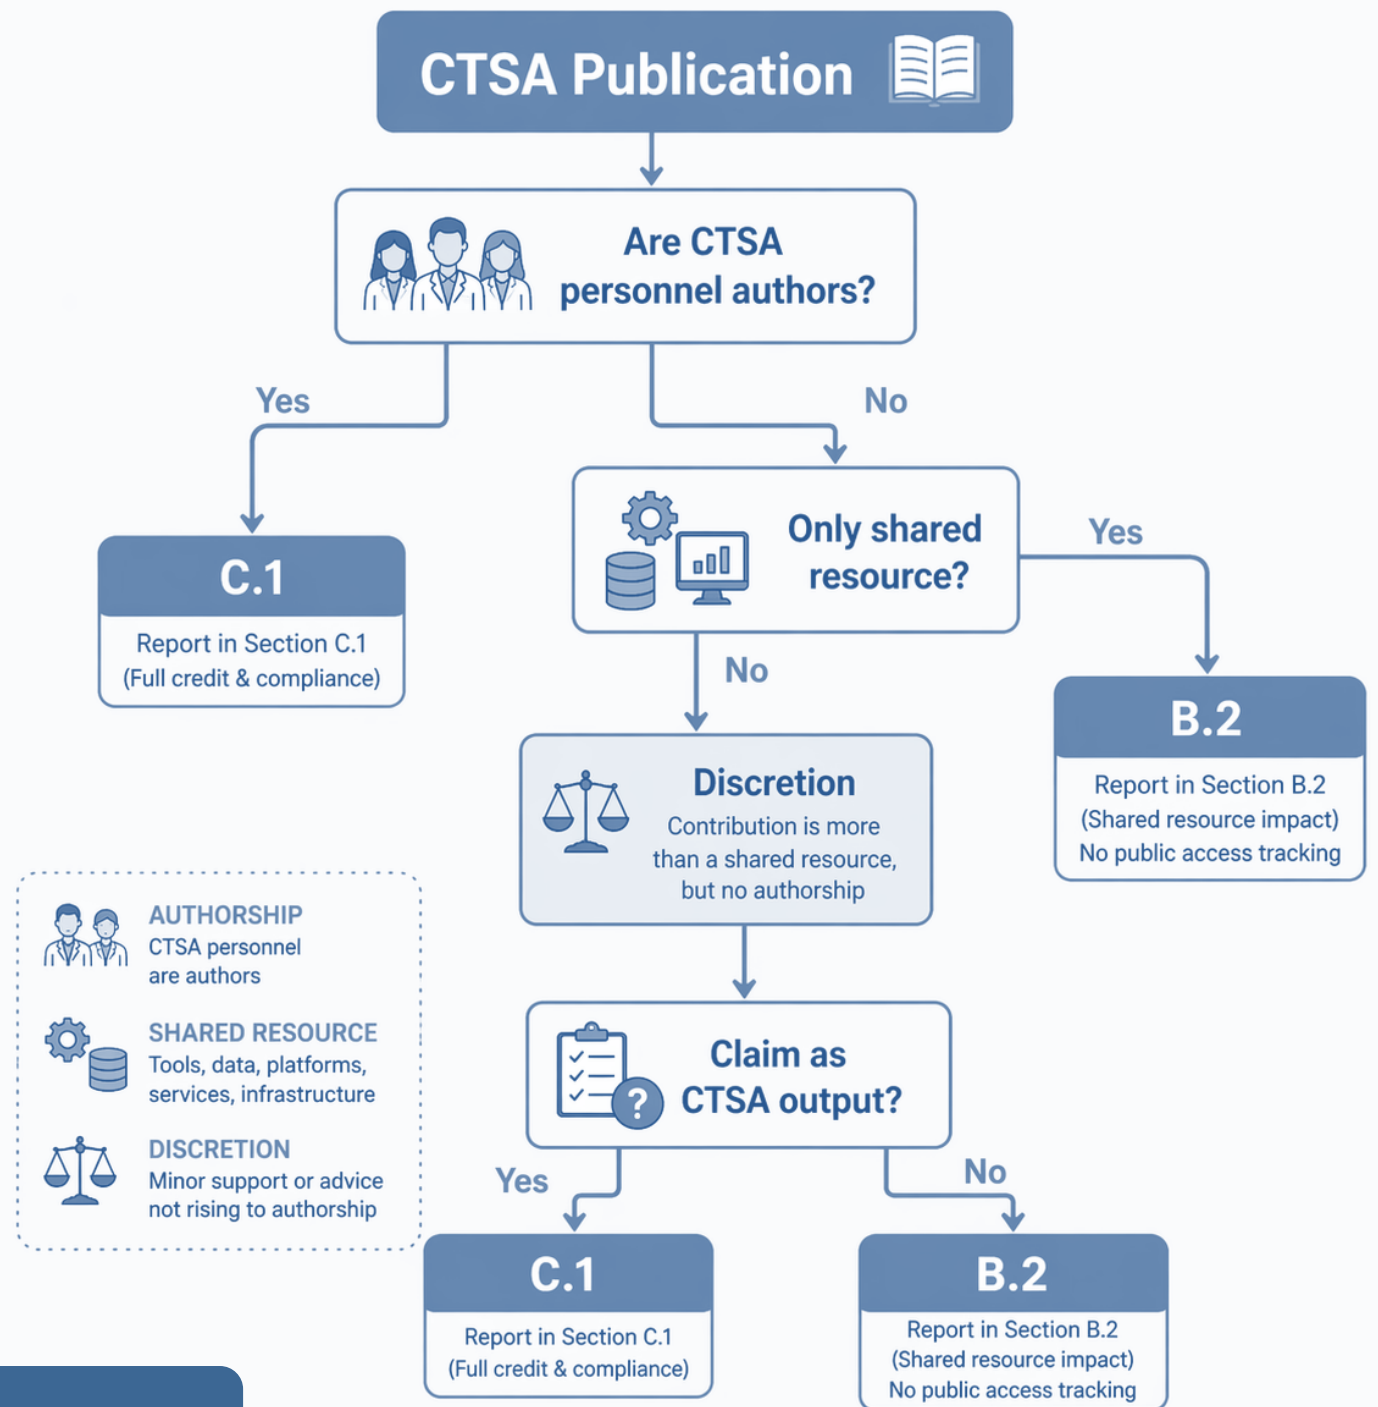 CTSA Publication
Are CTSA
personnel authors?
Yes
No
C.1
Report in Section C.1
(Full credit & compliance)
Only shared
resource?
Yes
No
B.2
Report in Section B.2
(Shared resource impact)
No public access tracking
Discretion
Contribution is more
than a shared resource,
but no authorship
AUTHORSHIP
CTSA personnel
are authors
SHARED RESOURCE
Tools, data, platforms,
services, infrastructure
DISCRETION
Minor support or advice
not rising to authorship
Claim as
CTSA output?
?
Yes
No
C.1
Report in Section C.1
(Full credit & compliance)
B.2
Report in Section B.2
(Shared resource impact)
No public access tracking